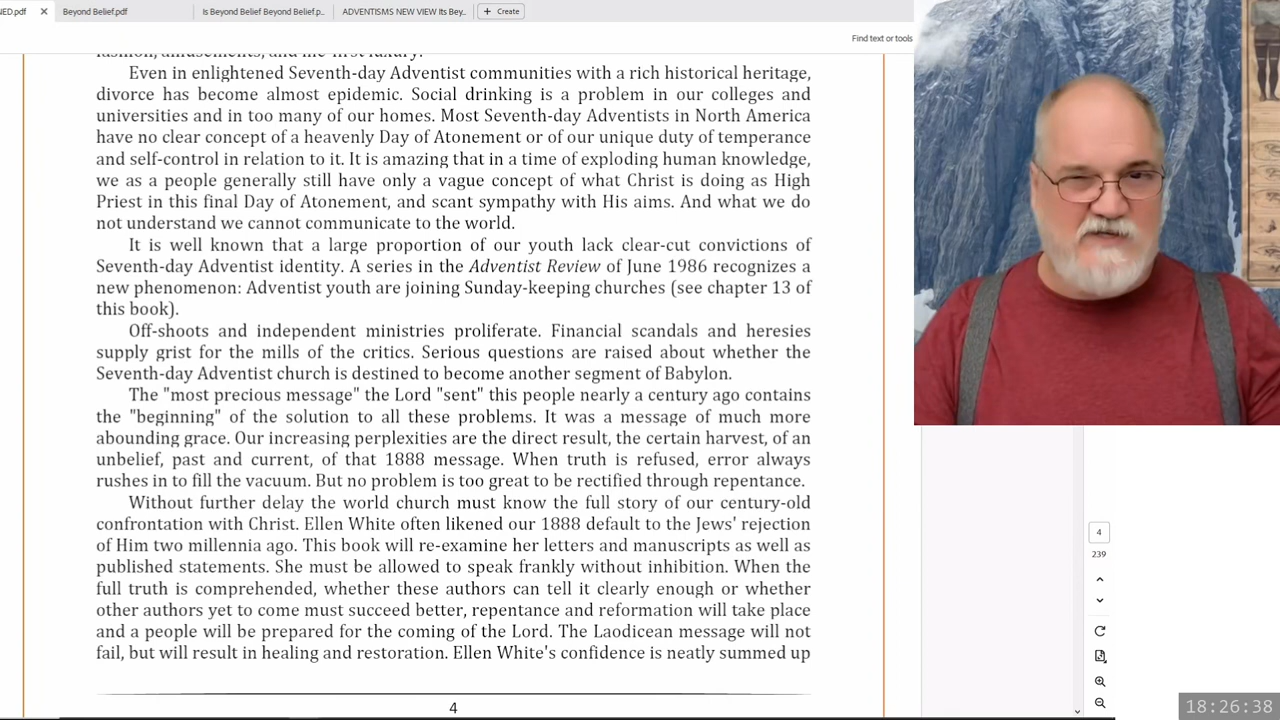 NED.pdf
Beyond Belief.pdf
Is Beyond Belief Beyond Belief.p..
ADVENTISMS NEW VIEW Its Bey..
+ Create
Find text or tools
fashion, amusements, and
luxury.
Even in enlightened Seventh-day Adventist communities with a rich historical heritage,
divorce has become almost epidemic. Social drinking is a problem in our colleges and
universities and in too many of our homes. Most Seventh-day Adventists in North America
have no clear concept of a heavenly Day of Atonement or of our unique duty of temperance
and self-control in relation to it. It is amazing that in a time of exploding human knowledge,
we as a people generally still have only a vague concept of what Christ is doing as High
Priest in this final Day of Atonement, and scant sympathy with His aims. And what we do
not understand we cannot communicate to the world.
It is well known that a large proportion of our youth lack clear-cut convictions of
Seventh-day Adventist identity. A series in the Adventist Review of June 1986 recognizes a
new phenomenon: Adventist youth are joining Sunday-keeping churches (see chapter 13 of
this book).
Off-shoots and independent ministries proliferate. Financial scandals and heresies
supply grist for the mills of the critics. Serious questions are raised about whether the
Seventh-day Adventist church is destined to become another segment of Babylon.
The "most precious message" the Lord "sent" this people nearly a century ago contains
the "beginning" of the solution to all these problems. It was a message of much more
abounding grace. Our increasing perplexities are the direct result, the certain harvest, of an
unbelief, past and current, of that 1888 message. When truth is refused, error always
rushes in to fill the vacuum. But no problem is too great to be rectified through repentance.
Without further delay the world church must know the full story of our century-old
confrontation with Christ. Ellen White often likened our 1888 default to the Jews' rejection
of Him two millennia ago. This book will re-examine her letters and manuscripts as well as
published statements. She must be allowed to speak frankly without inhibition. When the
full truth is comprehended, whether these authors can tell it clearly enough or whether
other authors yet to come must succeed better, repentance and reformation will take place
and a people will be prepared for the coming of the Lord. The Laodicean message will not
fail, but will result in healing and restoration. Ellen White's confidence is neatly summed up
4
4
239
18:26:38